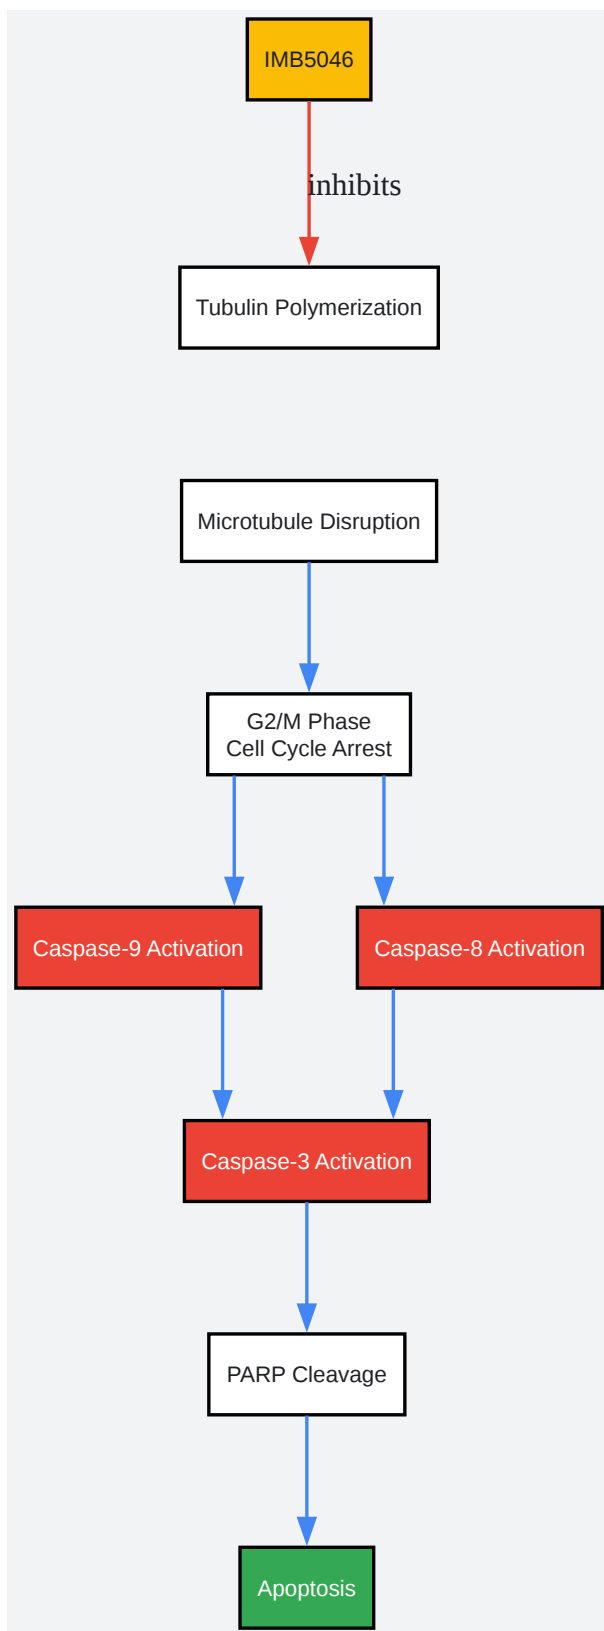 IMB5046
inhibits
Tubulin Polymerization
Microtubule Disruption
G2/M Phase
Cell Cycle Arrest
Caspase-9 Activation
Caspase-8 Activation
Caspase-3 Activation
PARP Cleavage
Apoptosis